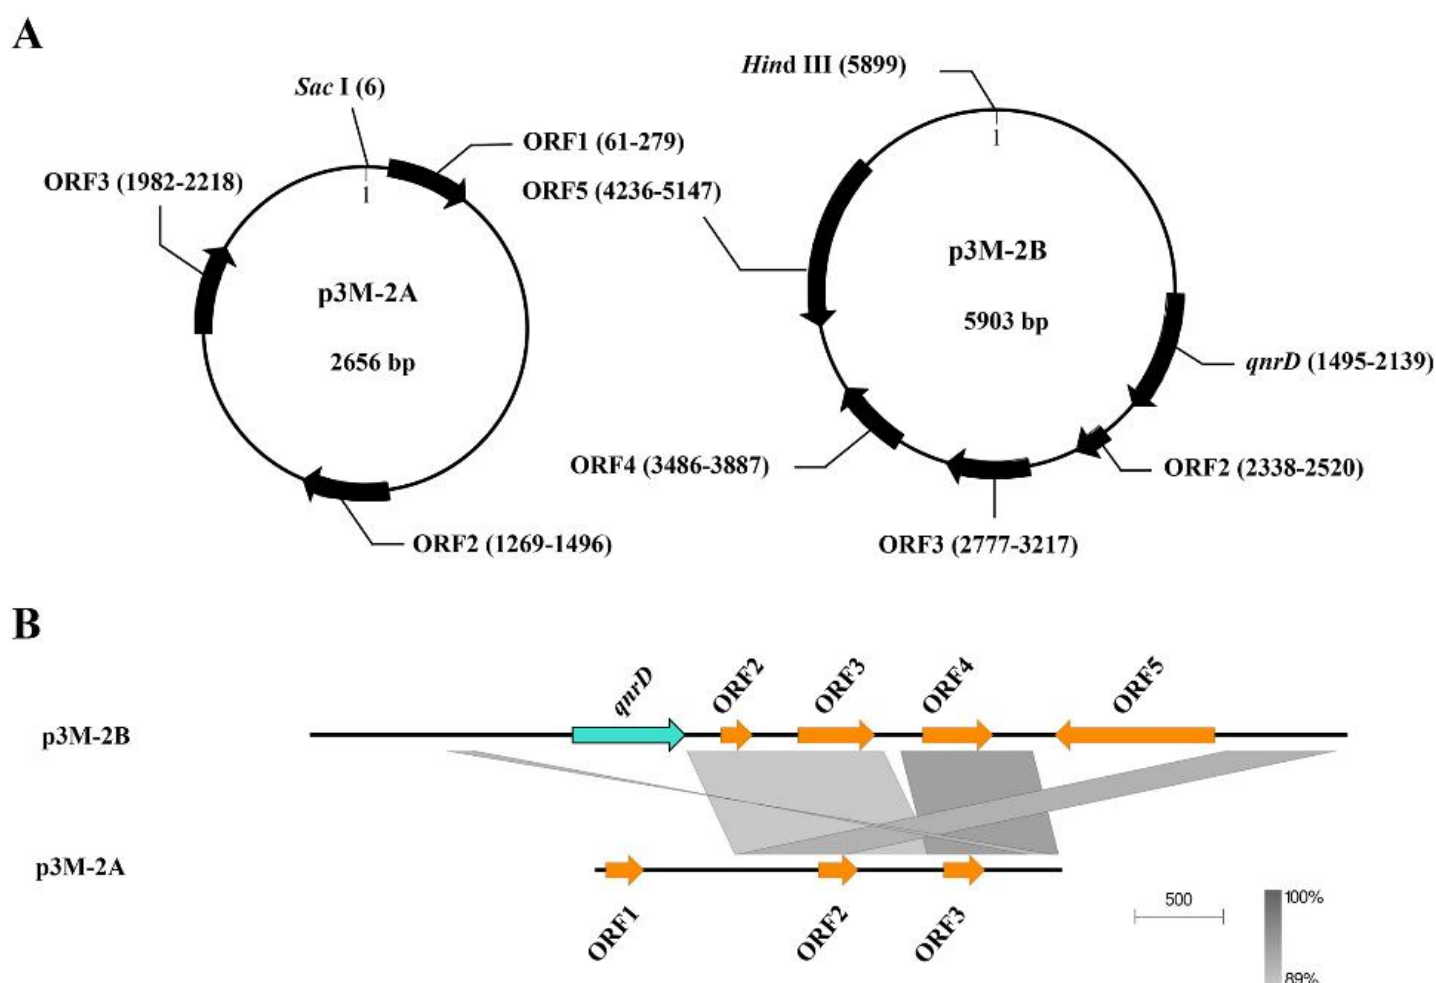 A
Sac I (6)
1
ORF1 (61-279)
ORF3 (1982-2218)
p3M-2A
2656 bp
ORF2 (1269-1496)
Hind III (5899)
1
ORF5 (4236-5147)
p3M-2B
5903 bp
qnrD (1495-2139)
ORF4 (3486-3887)
ORF2 (2338-2520)
ORF3 (2777-3217)
B
qnrD
ORF2
ORF3
ORF4
ORF5
p3M-2B
p3M-2A
ORF1
ORF2
ORF3
500
100%
89%